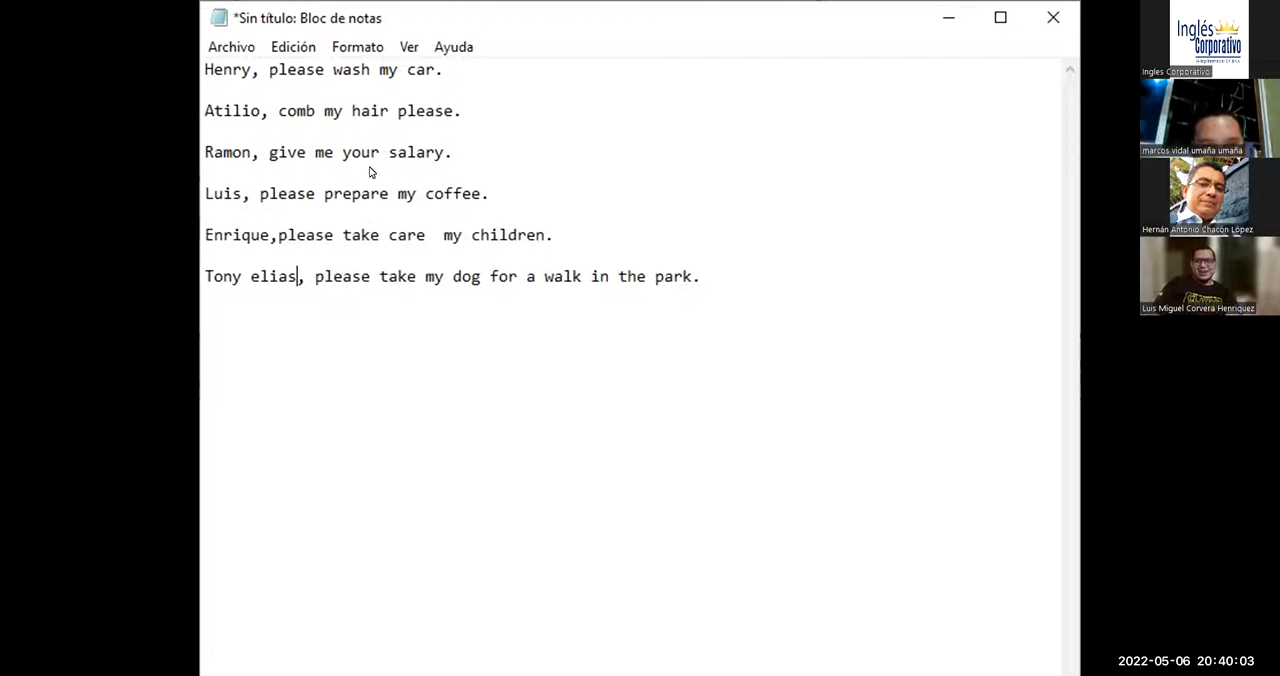 *Sin título: Bloc de notas
Archivo Edición Formato Ver Ayuda
Henry, please wash my car.
Atilio, comb my hair please.
Ramon, give me your salary.
Luis, please prepare my coffee.
Enrique,please take care  my children.
Tony elias, please take my dog for a walk in the park.
Inglés
Corporativo
Ingles Corporativo
marcos vidal umaña umaña
Hernán Antonio Chacón López
Luis Miguel Corvera Henriquez
2022-05-06 20:40:03